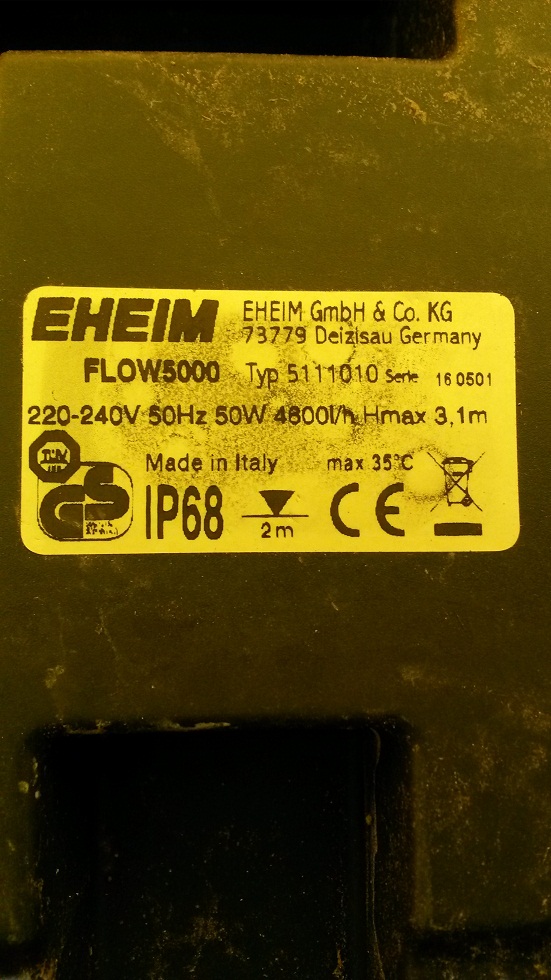 EHEIM
EHEIM GmbH & Co. KG
73779 Deizisau Germany
FLOW5000 Typ 5111010 Serie 16 0501
220-240V 50Hz 50W 4800l/h Hmax 3,1m
Made in Italy max 35°C
TÜV
GS IP68 2m CE